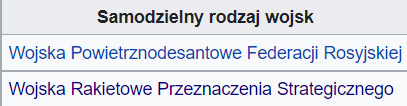 Samodzielny rodzaj wojsk
Wojska Powietrznodesantowe Federacji Rosyjskiej
Wojska Rakietowe Przeznaczenia Strategicznego